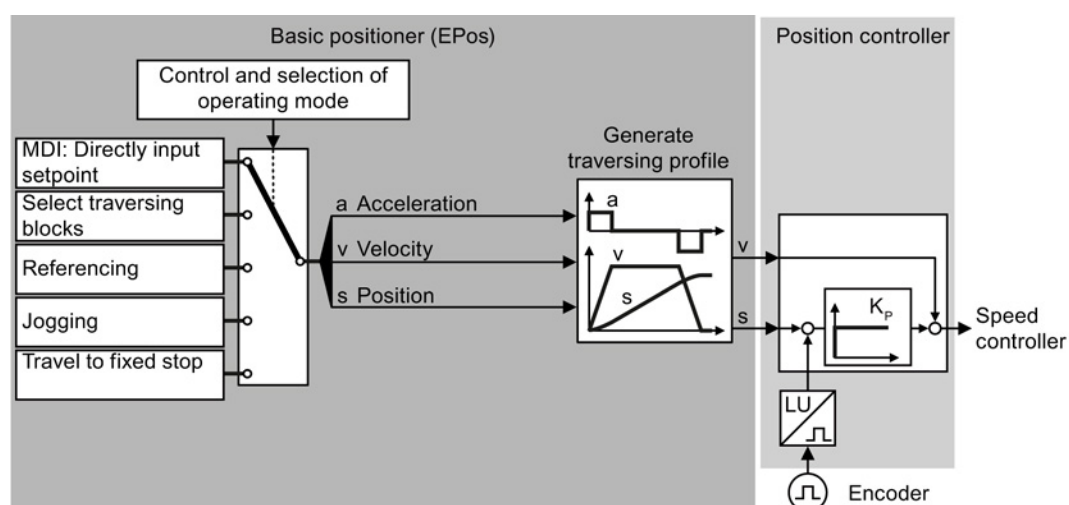 Basic positioner (EPos)
Position controller
Control and selection of
operating mode
MDI: Directly input
setpoint
Select traversing
blocks
Referencing
Jogging
Travel to fixed stop
a Acceleration
v Velocity
s Position
Generate
traversing profile
a
v
s
v
s
KP
Speed
controller
LU
Encoder